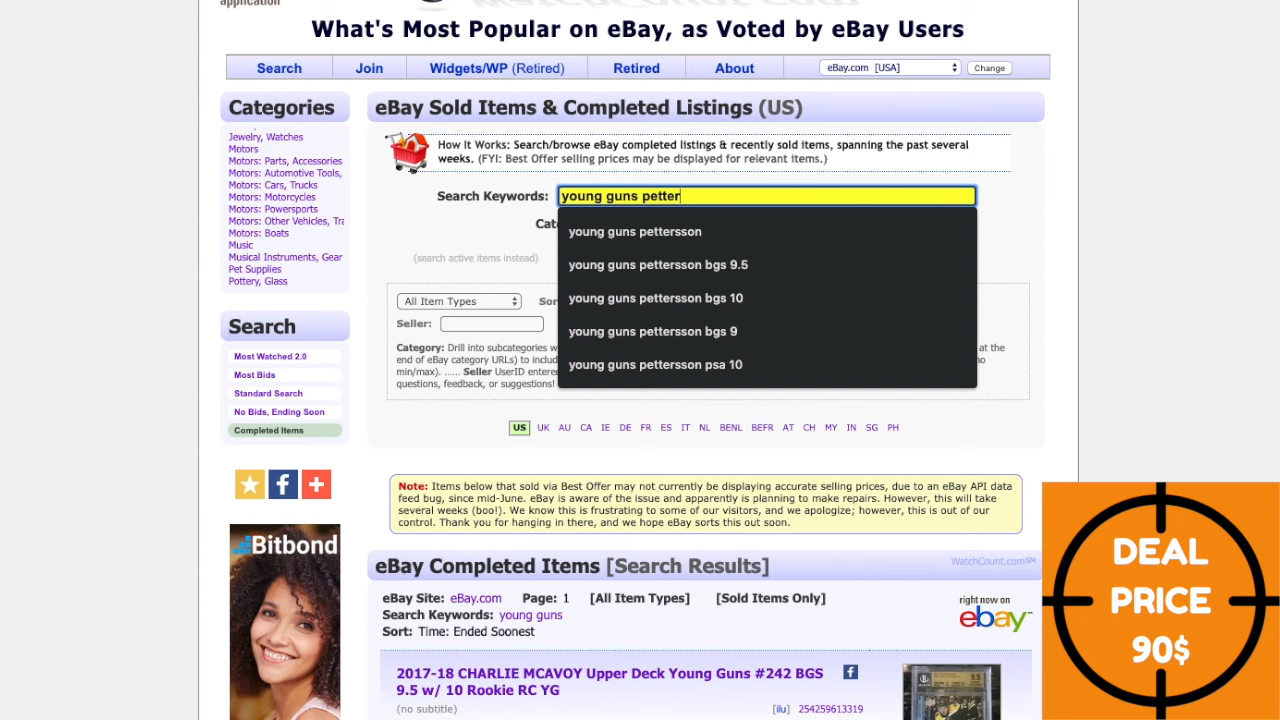 application
What's Most Popular on eBay, as Voted by eBay Users
Search Join Widgets/WP (Retired) Retired About eBay.com [USA] Change
Categories
Jewelry, Watches
Motors
Motors: Parts, Accessories
Motors: Automotive Tools,
Motors: Cars, Trucks
Motors: Motorcycles
Motors: Powersports
Motors: Other Vehicles, Tra
Motors: Boats
Music
Musical Instruments, Gear
Pet Supplies
Pottery, Glass
Search
Most Watched 2.0
Most Bids
Standard Search
No Bids, Ending Soon
Completed Items
Bitbond
eBay Sold Items & Completed Listings (US)
How It Works: Search/browse eBay completed listings & recently sold items, spanning the past several
weeks. (FYI: Best Offer selling prices may be displayed for relevant items.)
Search Keywords: young guns petter
Cate
(search active items instead)
young guns pettersson
young guns pettersson bgs 9.5
young guns pettersson bgs 10
young guns pettersson bgs 9
young guns pettersson psa 10
All Item Types Sor
Seller:
Category: Drill into subcategories w at the
end of eBay category URLs) to includ no
min/max). ...... Seller UserID entered
questions, feedback, or suggestions!
US UK AU CA IE DE FR ES IT NL BENL BEFR AT CH MY IN SG PH
Note: Items below that sold via Best Offer may not currently be displaying accurate selling prices, due to an eBay API data
feed bug, since mid-June. eBay is aware of the issue and apparently is planning to make repairs. However, this will take
several weeks (boo!). We know this is frustrating to some of our visitors, and we apologize; however, this is out of our
control. Thank you for hanging in there, and we hope eBay sorts this out soon.
eBay Completed Items [Search Results] WatchCount.com℠
eBay Site: eBay.com Page: 1 [All Item Types] [Sold Items Only]
Search Keywords: young guns
Sort: Time: Ended Soonest
right now on
ebay™
2017-18 CHARLIE MCAVOY Upper Deck Young Guns #242 BGS
9.5 w/ 10 Rookie RC YG
(no subtitle) [ilu] 254259613319
DEAL
PRICE
90$